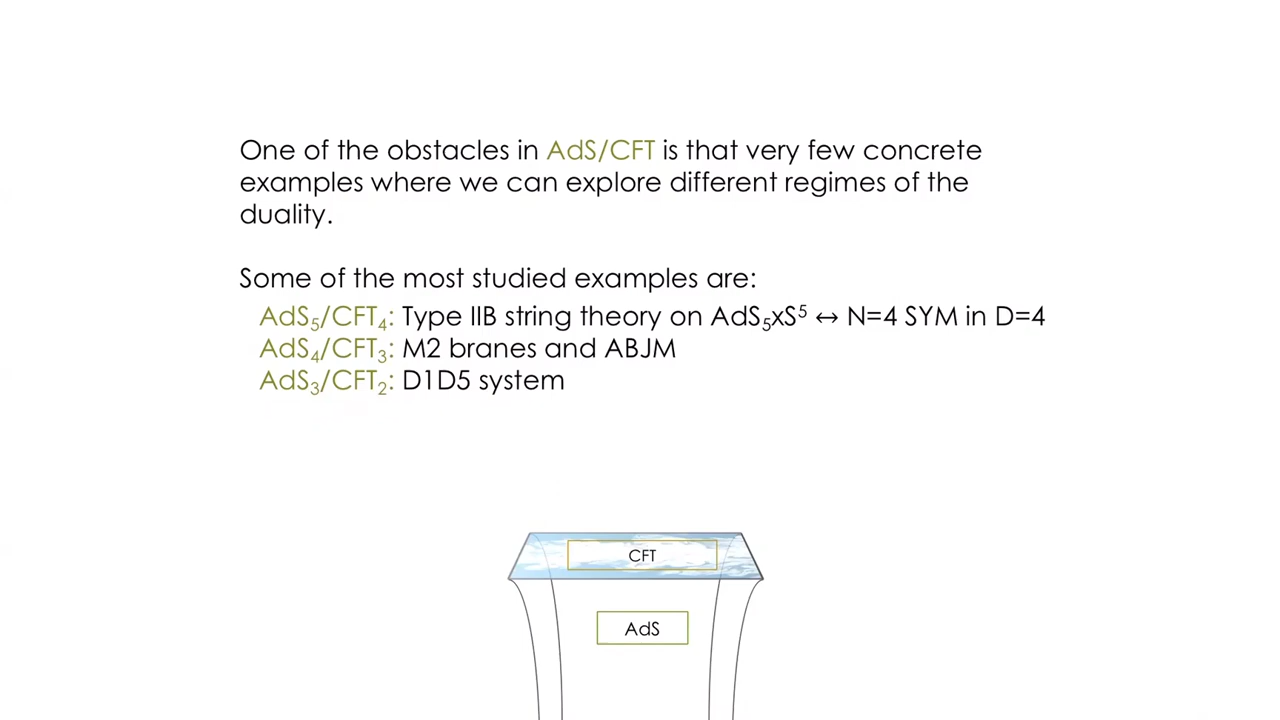 One of the obstacles in AdS/CFT is that very few concrete
examples where we can explore different regimes of the
duality.
Some of the most studied examples are:
AdS₅/CFT₄: Type IIB string theory on AdS₅xS⁵ ↔ N=4 SYM in D=4
AdS₄/CFT₃: M2 branes and ABJM
AdS₃/CFT₂: D1D5 system
CFT
AdS